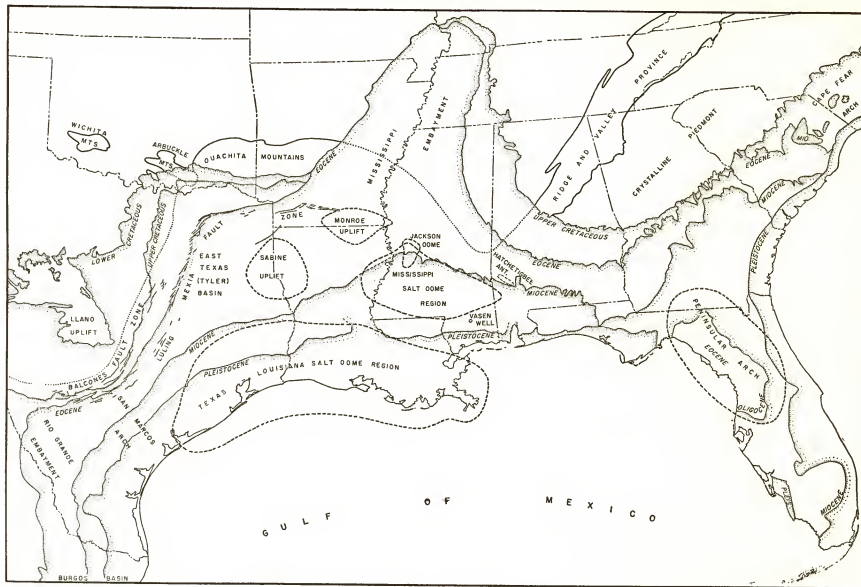 WICHITA
MTS
ARBUCKLE
MTS
OUACHITA MOUNTAINS
EOCENE
MISSISSIPPI
EMBAYMENT
RIDGE AND VALLEY PROVINCE
CRYSTALLINE PIEDMONT
CAPE FEAR
ARCH
MIO
EOCENE
MIOCENE
PLEISTOCENE
UPPER CRETACEOUS
EOCENE
LOWER CRETACEOUS
UPPER CRETACEOUS
LLANO
UPLIFT
BALCONES FAULT ZONE
LULING
MEXIA FAULT ZONE
EAST
TEXAS
(TYLER)
BASIN
SABINE
UPLIFT
MONROE
UPLIFT
JACKSON
DOME
MISSISSIPPI
SALT DOME
REGION
HATCHETIGBEE
ANT.
VASEN
WELL
MIOCENE
PLEISTOCENE
MIOCENE
PLEISTOCENE
TEXAS LOUISIANA SALT DOME REGION
EOCENE
SAN MARCOS
ARCH
RIO GRANDE
EMBAYMENT
BURGOS BASIN
PENINSULAR ARCH
EOCENE
OLIGOCENE
PLEIS
MIOCENE
GULF OF MEXICO